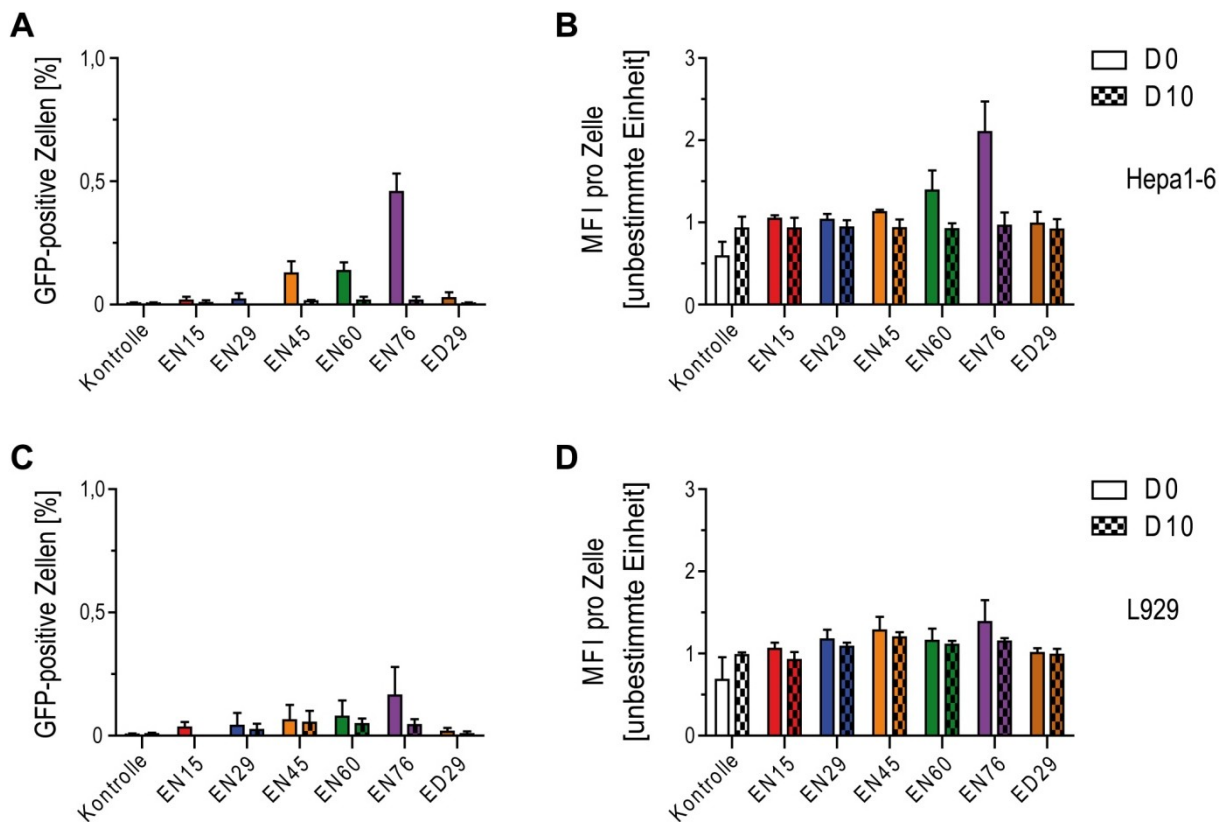 A
GFP-positive Zellen [%]
1,0
0,5
0
Kontrolle
EN15
EN29
EN45
EN60
EN76
ED29
B
MFI pro Zelle
[unbestimmte Einheit]
3
2
1
0
Kontrolle
EN15
EN29
EN45
EN60
EN76
ED29
D0
D10
Hepa1-6
C
GFP-positive Zellen [%]
1,0
0,5
0
Kontrolle
EN15
EN29
EN45
EN60
EN76
ED29
D
MFI pro Zelle
[unbestimmte Einheit]
3
2
1
0
Kontrolle
EN15
EN29
EN45
EN60
EN76
ED29
D0
D10
L929